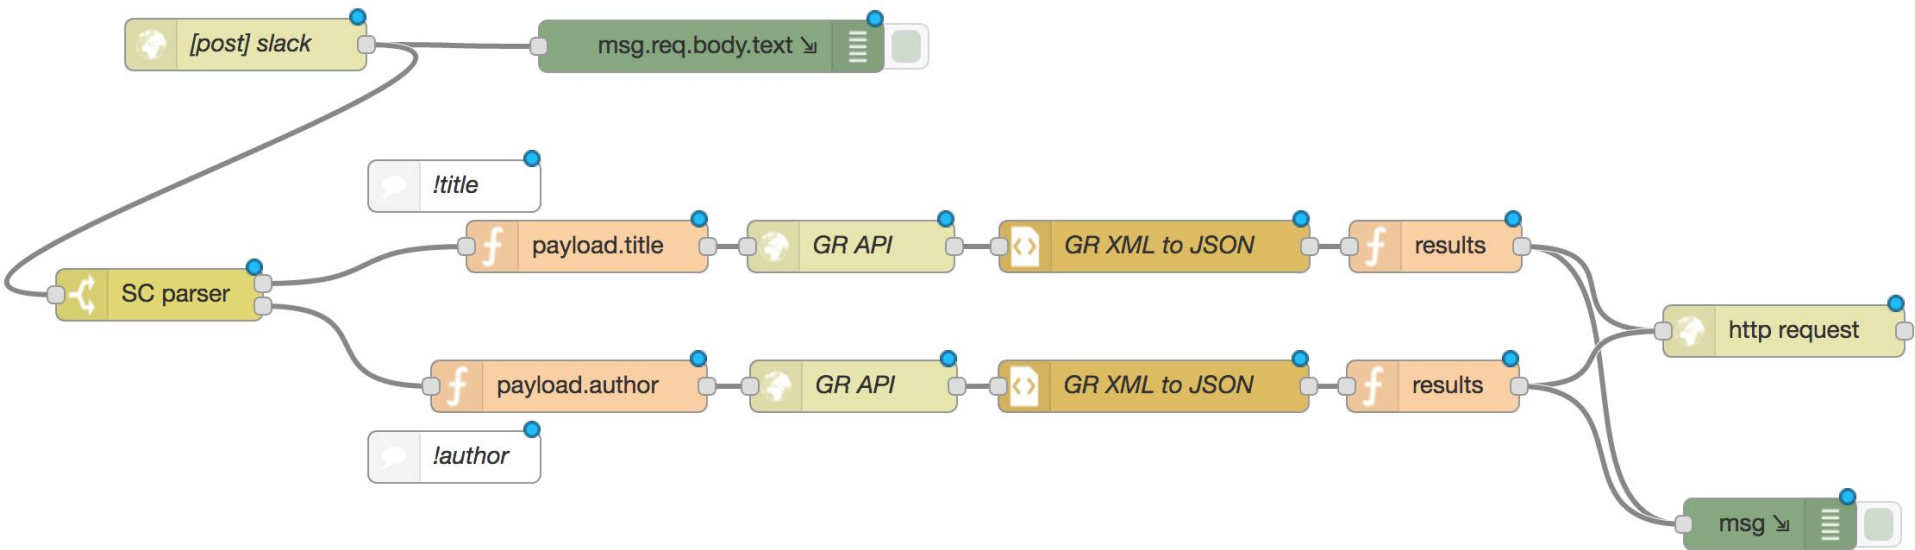 [post] slack
msg.req.body.text
!title
payload.title
GR API
GR XML to JSON
results
SC parser
http request
payload.author
GR API
GR XML to JSON
results
!author
msg